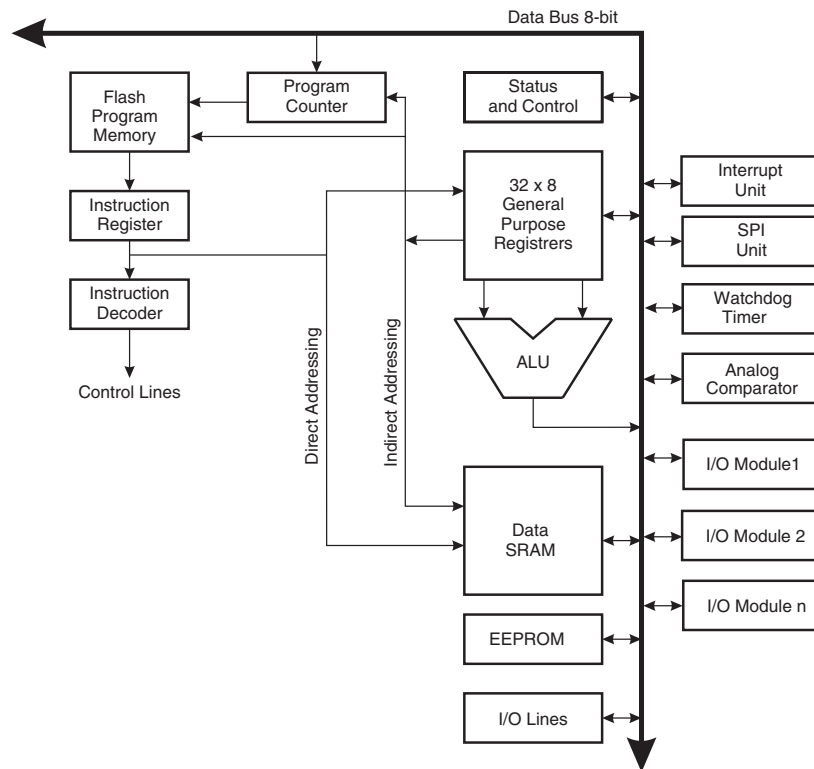 Data Bus 8-bit
Flash
Program
Memory
Program
Counter
Status
and Control
Instruction
Register
32 x 8
General
Purpose
Registrers
Interrupt
Unit
SPI
Unit
Instruction
Decoder
Watchdog
Timer
ALU
Analog
Comparator
Control Lines
Direct Addressing
Indirect Addressing
I/O Module1
Data
SRAM
I/O Module 2
I/O Module n
EEPROM
I/O Lines